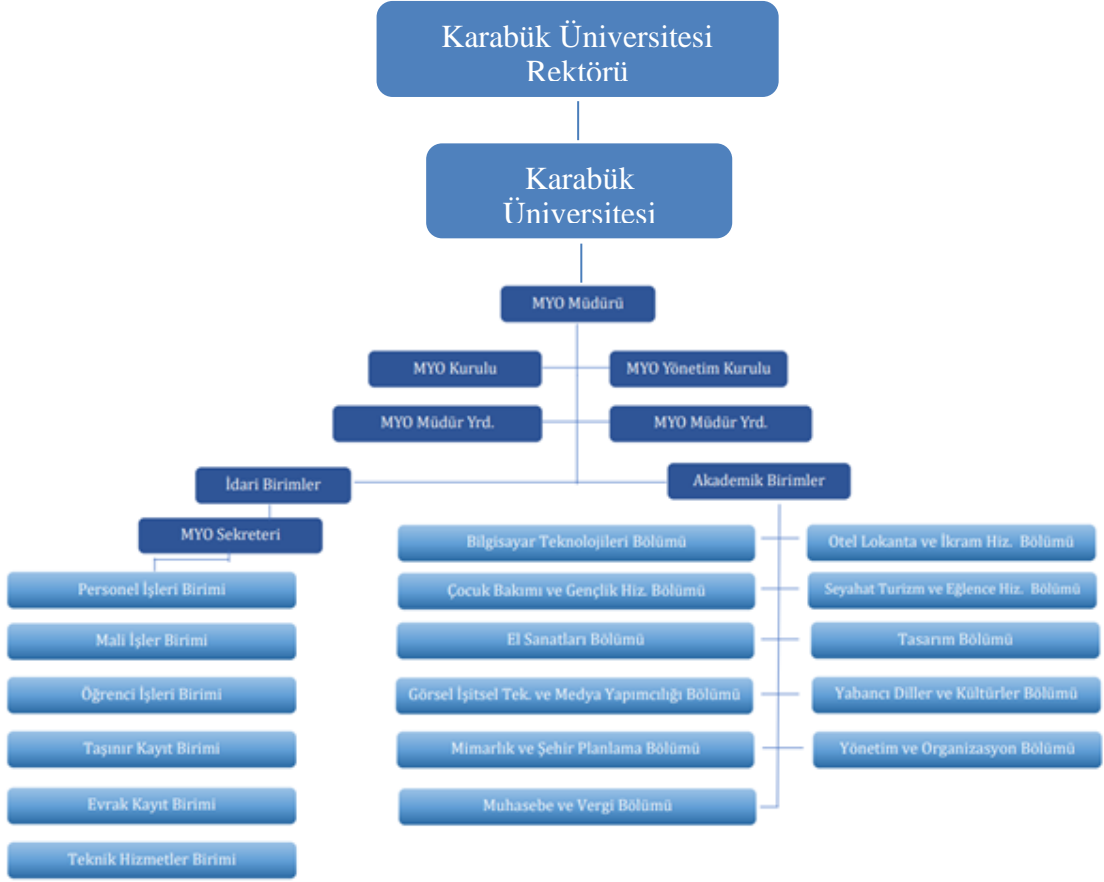 Karabük Üniversitesi
Rektörü
Karabük
Üniversitesi
MYO Müdürü
MYO Kurulu
MYO Yönetim Kurulu
MYO Müdür Yrd.
MYO Müdür Yrd.
İdari Birimler
Akademik Birimler
MYO Sekreteri
Personel İşleri Birimi
Mali İşler Birimi
Öğrenci İşleri Birimi
Taşınır Kayıt Birimi
Evrak Kayıt Birimi
Teknik Hizmetler Birimi
Bilgisayar Teknolojileri Bölümü
Çocuk Bakımı ve Gençlik Hiz. Bölümü
El Sanatları Bölümü
Görsel İşitsel Tek. ve Medya Yapımcılığı Bölümü
Mimarlık ve Şehir Planlama Bölümü
Muhasebe ve Vergi Bölümü
Otel Lokanta ve İkram Hiz. Bölümü
Seyahat Turizm ve Eğlence Hiz. Bölümü
Tasarım Bölümü
Yabancı Diller ve Kültürler Bölümü
Yönetim ve Organizasyon Bölümü